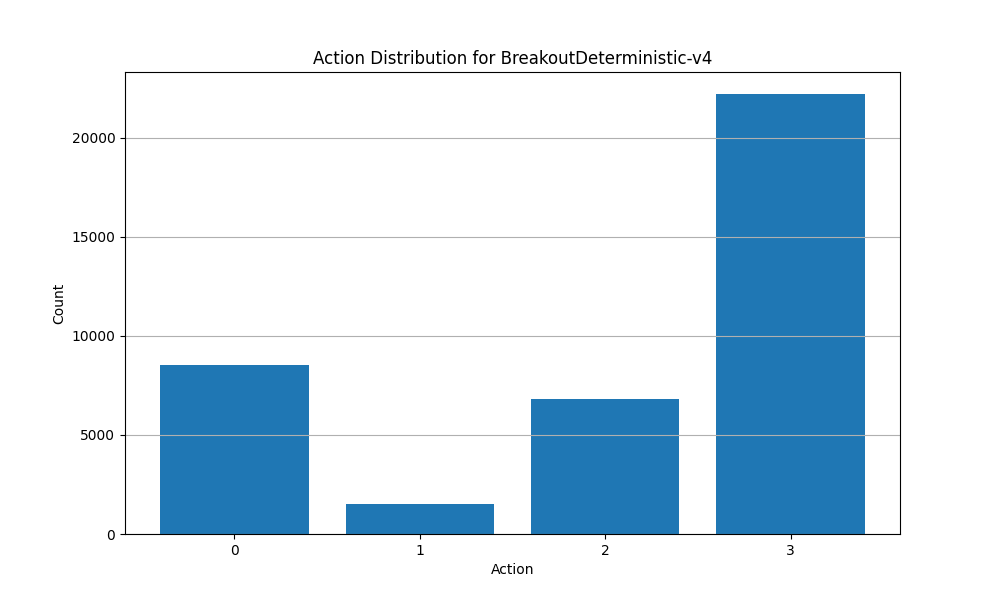 Action Distribution for BreakoutDeterministic-v4
20000
15000
10000
5000
0
Count
0 1 2 3
Action